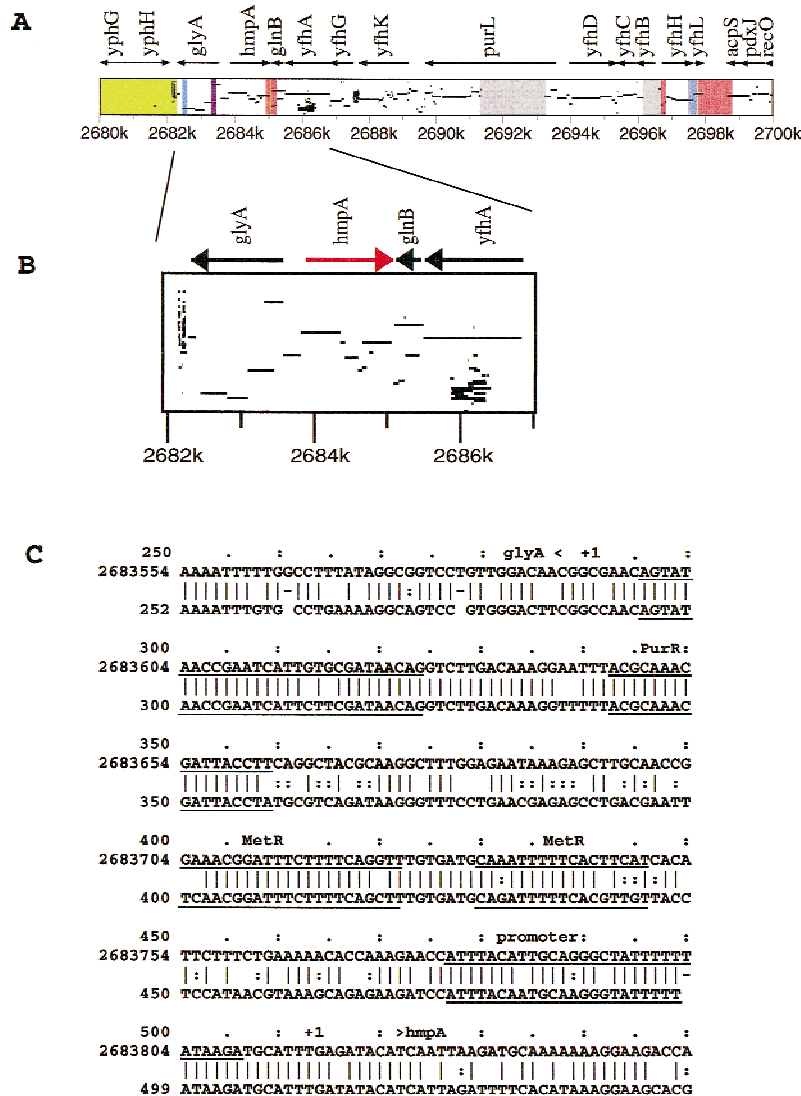 A
yphG yphH glyA hmpA glnB yfhA yfhG yfhK purL yfhD yfhC yfhB yfhH yfhL acpS pdxJ recO
2680k 2682k 2684k 2686k 2688k 2690k 2692k 2694k 2696k 2698k 2700k
B
glyA hmpA glnB yfhA
2682k 2684k 2686k
C
250 . : . : . : glyA < +1 . :
2683554 AAAATTTTTGGCCTTTATAGGCGGTCCTGTTGGACAACGGCGAACAGTAT
252 AAAATTTGTG CCTGAAAAGGCAGTCC GTGGGACTTCGGCCAACAGTAT
300 . : . : . : . : PurR:
2683604 AACCGAATCATTGTGCGATAACAGGTCTTGACAAAGGAATTTACGCAAAC
300 AACCGAATCATTCTTCGATAACAGGTCTTGACAAAGGTTTTTACGCAAAC
350 . : . : . : . : . :
2683654 GATTACCTTCAGGCTACGCAAGGCTTTGGAGAATAAAGAGCTTGCAACCG
350 GATTACCTATGCGTCAGATAAGGGTTTCCTGAACGAGAGCCTGACGAATT
400 . MetR : . : . MetR . :
2683704 GAAACGGATTTCTTTTCAGGTTTGTGATGCAAATTTTTCACTTCATCACA
400 TCAACGGATTTCTTTTCAGCTTTGTGATGCAGATTTTTCACGTTGTTACC
450 . : . : . : promoter: . :
2683754 TTCTTTCTGAAAAACACCAAAGAACCATTTACATTGCAGGGCTATTTTTT
450 TCCATAACGTAAAGCAGAGAAGATCCATTTACAATGCAAGGGTATTTTT
500 . : +1 : >hmpA : . : . :
2683804 ATAAGATGCATTTGAGATACATCAATTAAGATGCAAAAAAAGGAAGACCA
499 ATAAGATGCATTTGATATACATCATTAGATTTTCACATAAAGGAAGCACG